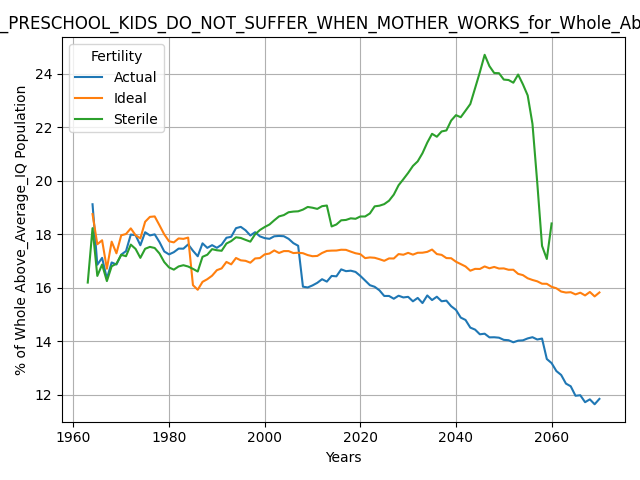 _PRESCHOOL_KIDS_DO_NOT_SUFFER_WHEN_MOTHER_WORKS_for_Whole_Ab
Fertility
Actual
Ideal
Sterile
% of Whole Above_Average_IQ Population
24
22
20
18
16
14
12
1960 1980 2000 2020 2040 2060
Years